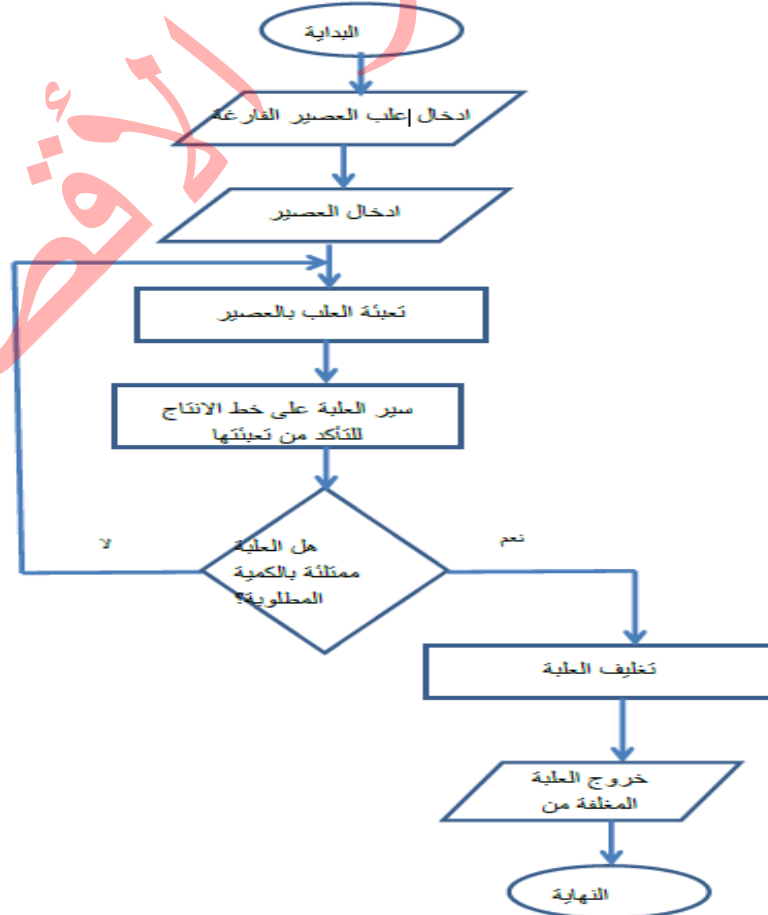 البداية
ادخال علب العصير الفارغة
ادخال العصير
تعبئة العلب بالعصير
سير العلبة على خط الانتاج
للتأكد من تعبئتها
هل العلبة
ممتلئة بالكمية
المطلوبة؟
لا
نعم
تغليف العلبة
خروج العلبة
المغلفة من
النهاية